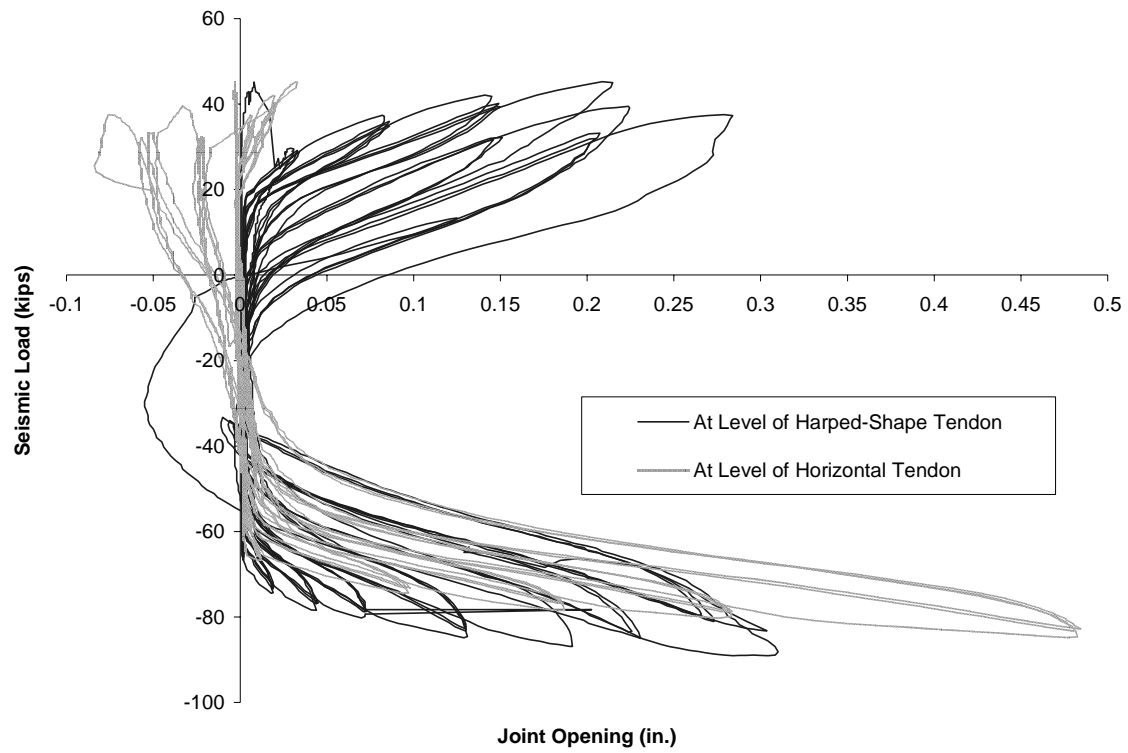 60
40
20
0
-0.1 -0.05 0 0.05 0.1 0.15 0.2 0.25 0.3 0.35 0.4 0.45 0.5
-20
-40
-60
-80
-100
Seismic Load (kips)
At Level of Harped-Shape Tendon
At Level of Horizontal Tendon
Joint Opening (in.)